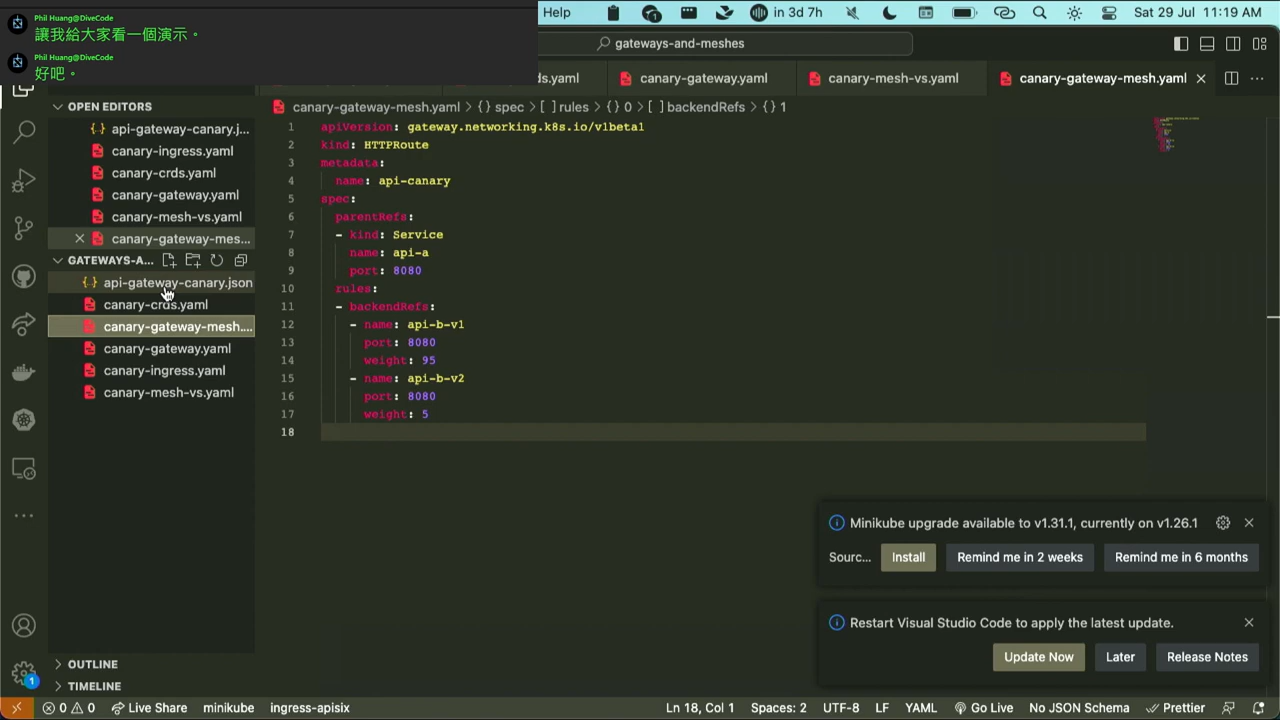 Phil Huang@DiveCode
讓我給大家看一個演示。
Phil Huang@DiveCode
好吧。
Help
in 3d 7h
Sat 29 Jul 11:19 AM
gateways-and-meshes
ds.yaml
canary-gateway.yaml
canary-mesh-vs.yaml
canary-gateway-mesh.yaml
OPEN EDITORS
api-gateway-canary.j...
canary-ingress.yaml
canary-crds.yaml
canary-gateway.yaml
canary-mesh-vs.yaml
canary-gateway-mes...
GATEWAYS-A...
api-gateway-canary.json
canary-crds.yaml
canary-gateway-mesh....
canary-gateway.yaml
canary-ingress.yaml
canary-mesh-vs.yaml
OUTLINE
TIMELINE
canary-gateway-mesh.yaml > {} spec > [ ] rules > {} 0 > [ ] backendRefs > {} 1
1 apiVersion: gateway.networking.k8s.io/v1beta1
2 kind: HTTPRoute
3 metadata:
4 name: api-canary
5 spec:
6 parentRefs:
7 - kind: Service
8 name: api-a
9 port: 8080
10 rules:
11 - backendRefs:
12 - name: api-b-v1
13 port: 8080
14 weight: 95
15 - name: api-b-v2
16 port: 8080
17 weight: 5
18
Minikube upgrade available to v1.31.1, currently on v1.26.1
Sourc... Install Remind me in 2 weeks Remind me in 6 months
Restart Visual Studio Code to apply the latest update.
Update Now Later Release Notes
1
0 0 Live Share minikube ingress-apisix Ln 18, Col 1 Spaces: 2 UTF-8 LF YAML Go Live No JSON Schema Prettier